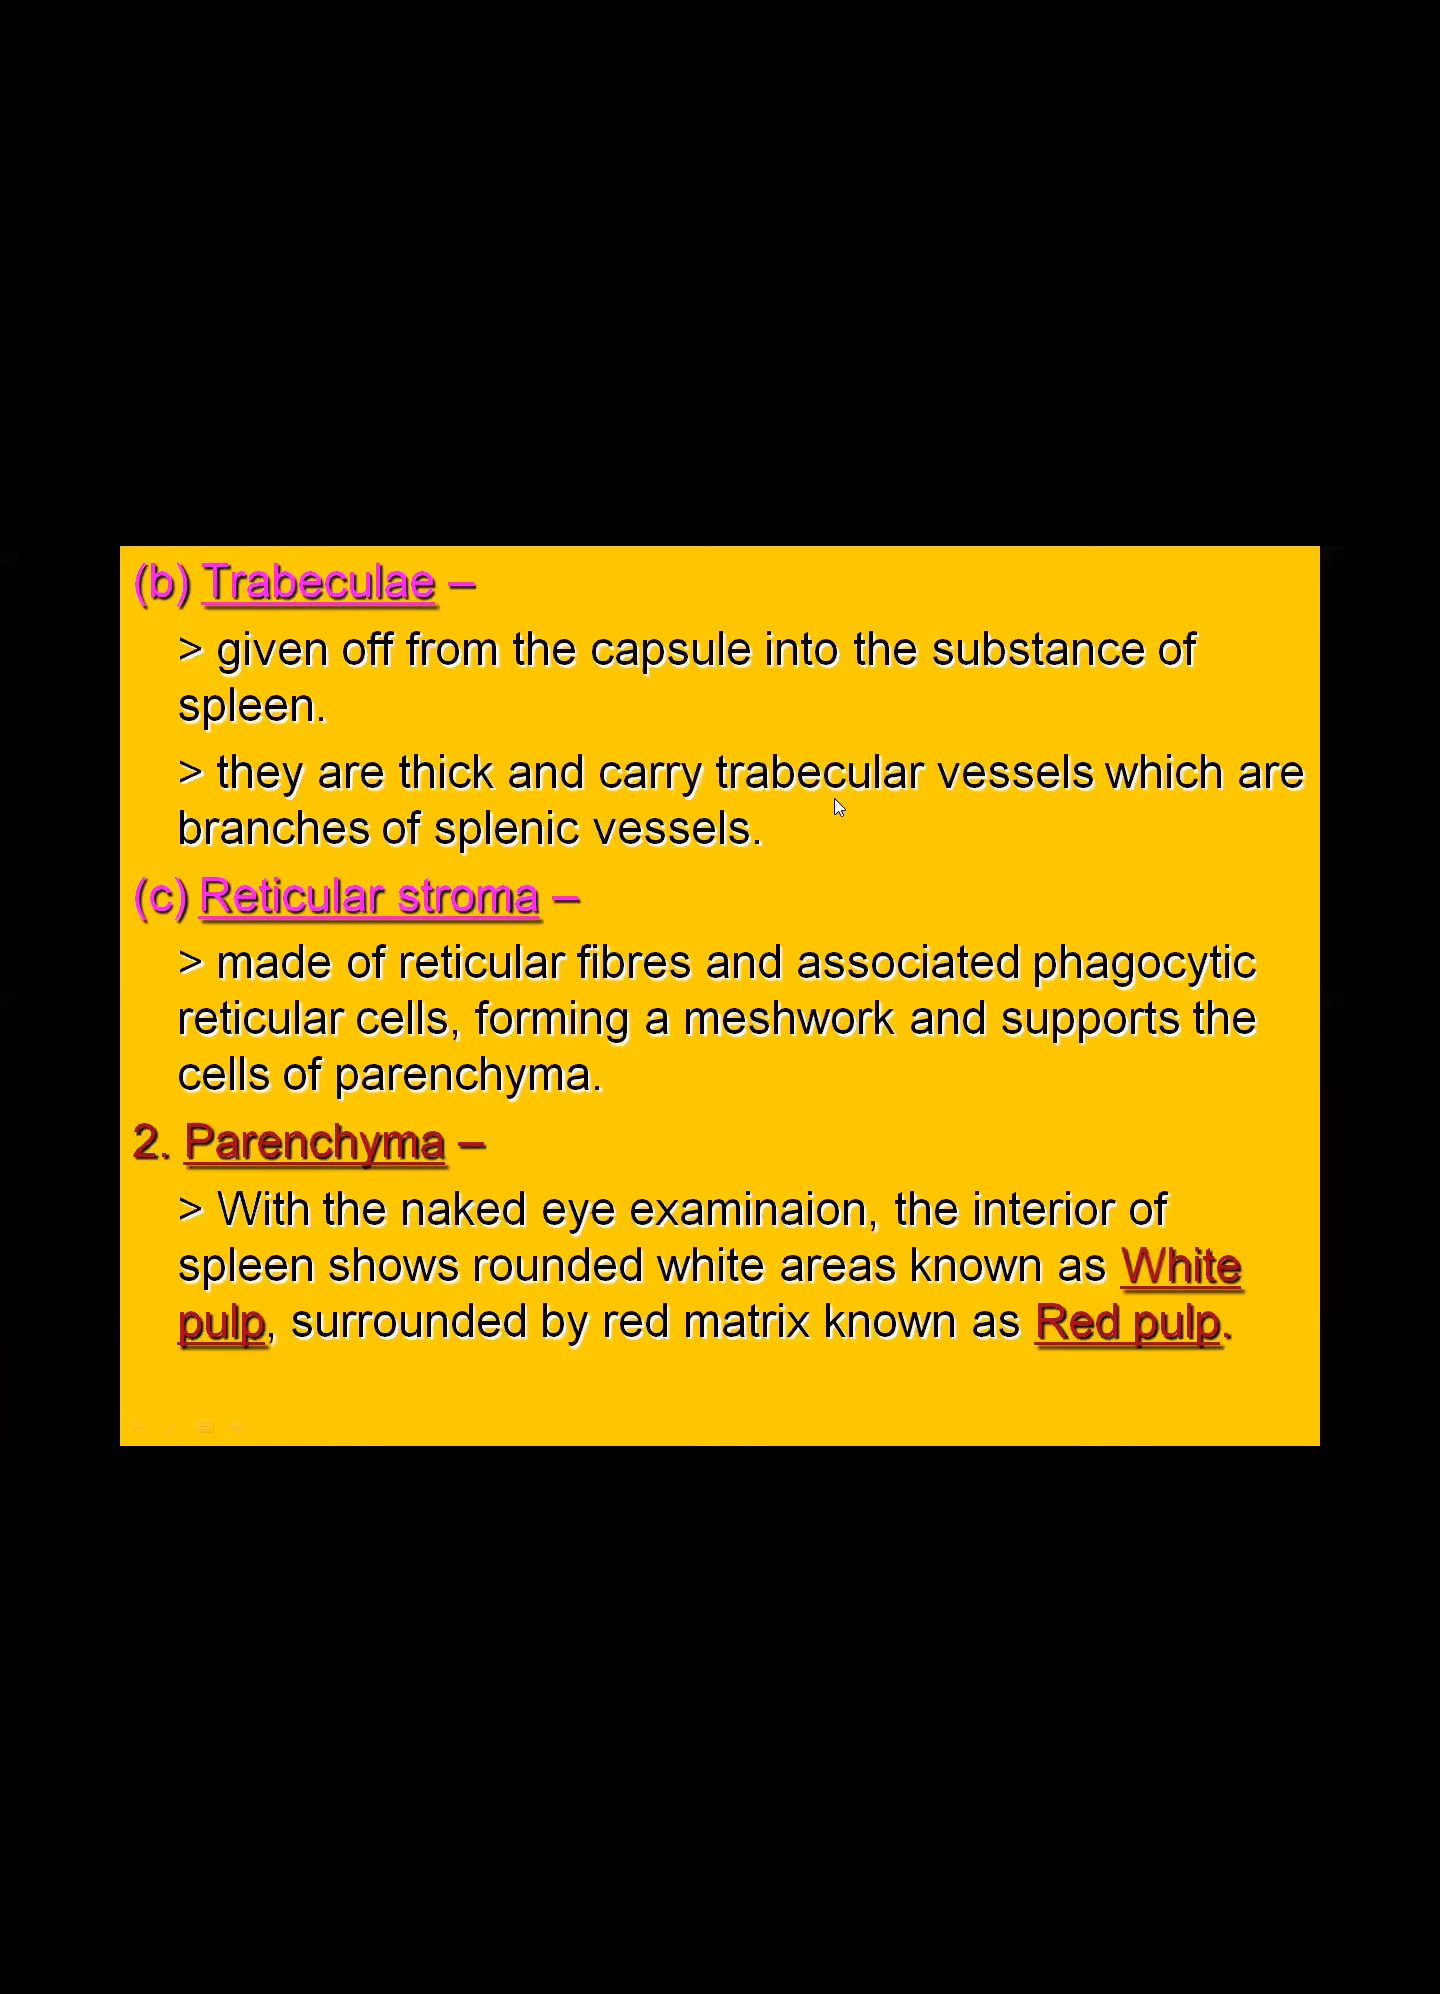 (b) Trabeculae –
> given off from the capsule into the substance of
spleen.
> they are thick and carry trabecular vessels which are
branches of splenic vessels.
(c) Reticular stroma –
> made of reticular fibres and associated phagocytic
reticular cells, forming a meshwork and supports the
cells of parenchyma.
2. Parenchyma –
> With the naked eye examinaion, the interior of
spleen shows rounded white areas known as White
pulp, surrounded by red matrix known as Red pulp.